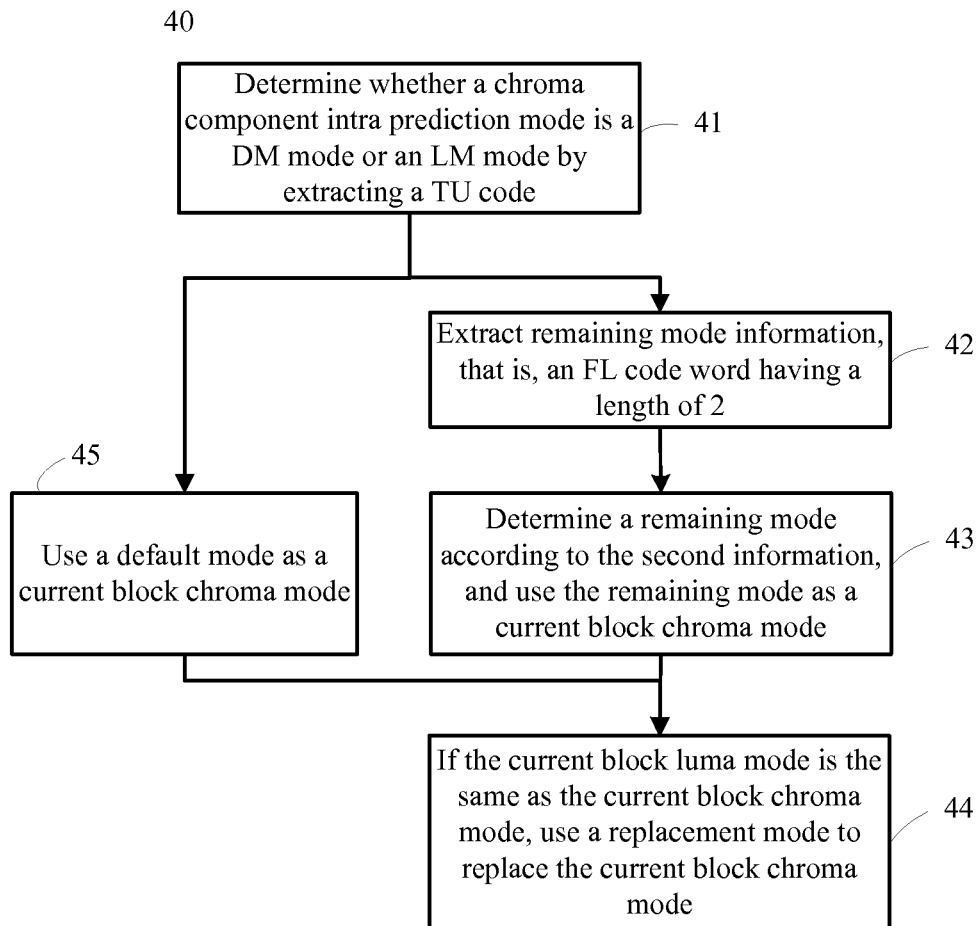 40
Determine whether a chroma
component intra prediction mode is a
DM mode or an LM mode by
extracting a TU code
41
Extract remaining mode information,
that is, an FL code word having a
length of 2
42
45
Use a default mode as a
current block chroma mode
Determine a remaining mode
according to the second information,
and use the remaining mode as a
current block chroma mode
43
If the current block luma mode is the
same as the current block chroma
mode, use a replacement mode to
replace the current block chroma
mode
44